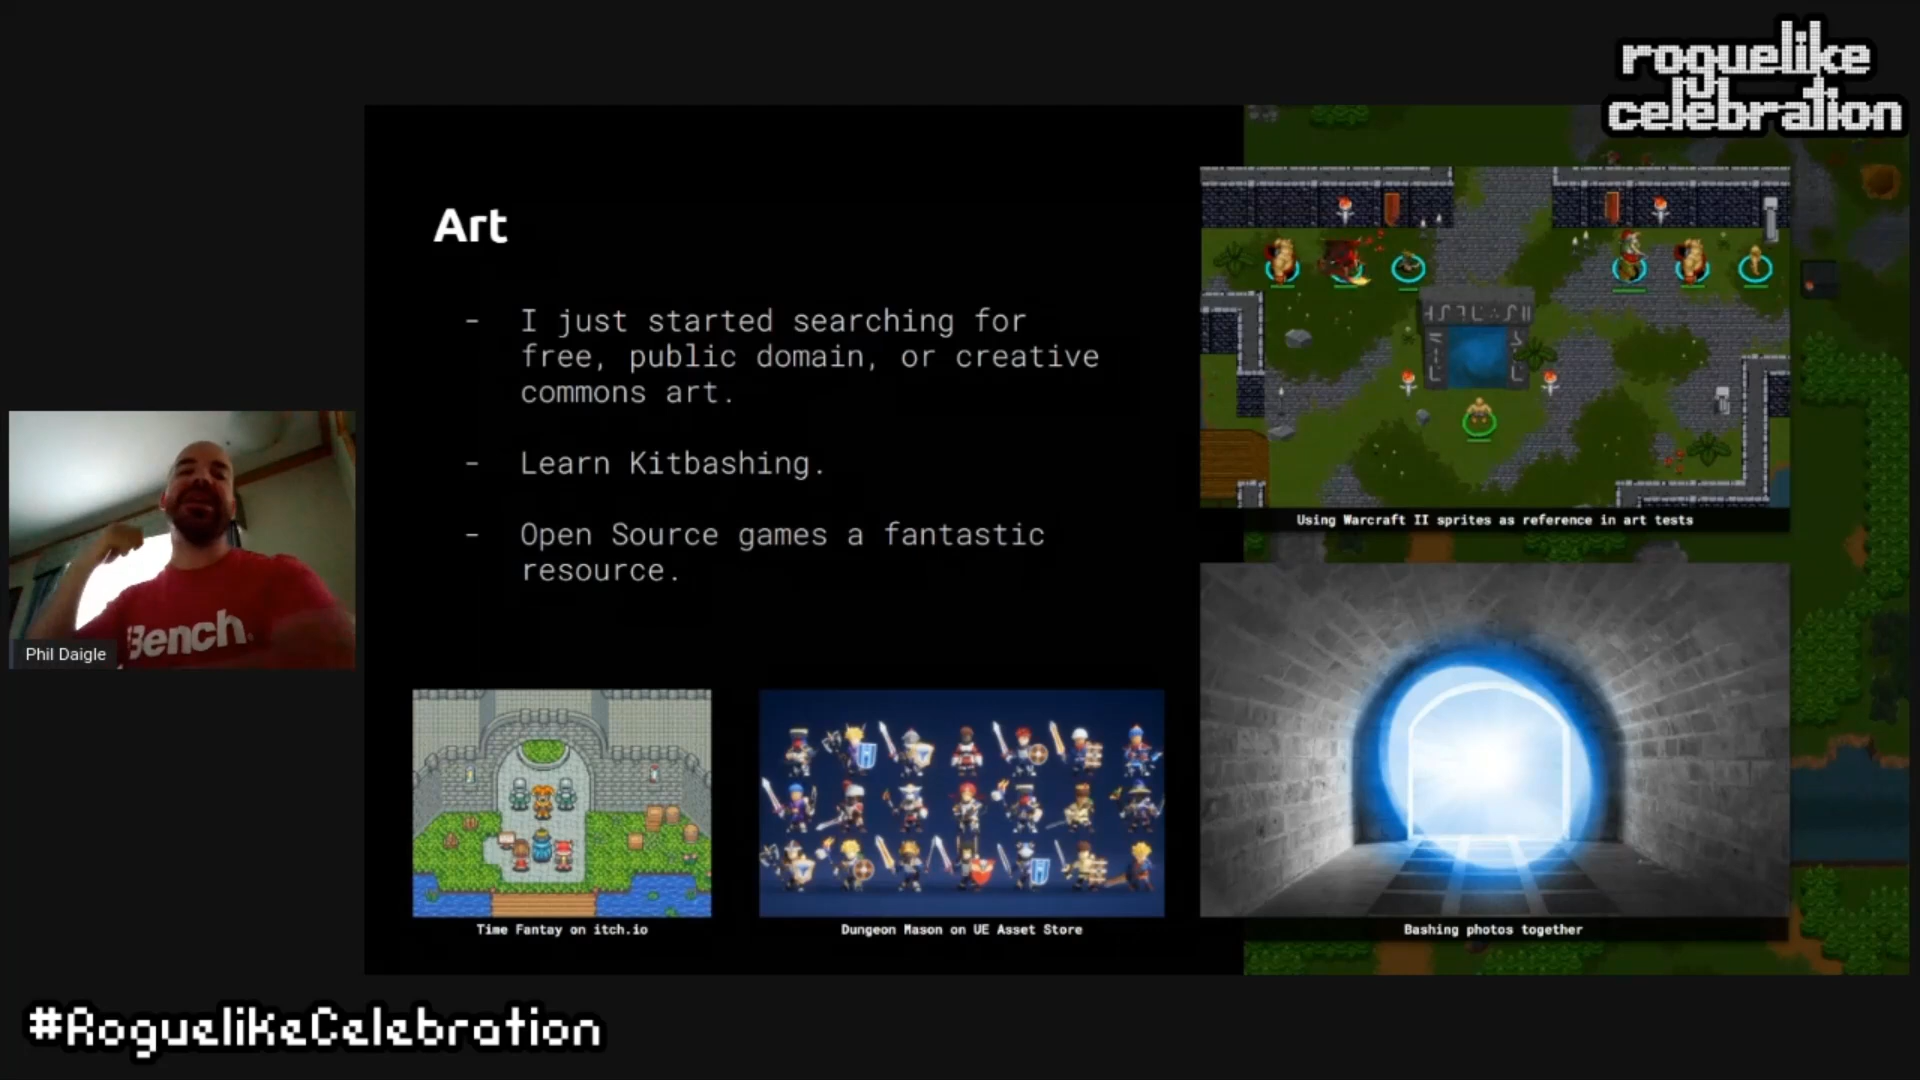 roguelike
celebration
Art
- I just started searching for
free, public domain, or creative
commons art.
- Learn Kitbashing.
- Open Source games a fantastic
resource.
Using Warcraft II sprites as reference in art tests
Bench.
Phil Daigle
Time Fantay on itch.io
Dungeon Mason on UE Asset Store
Bashing photos together
#RoguelikeCelebration